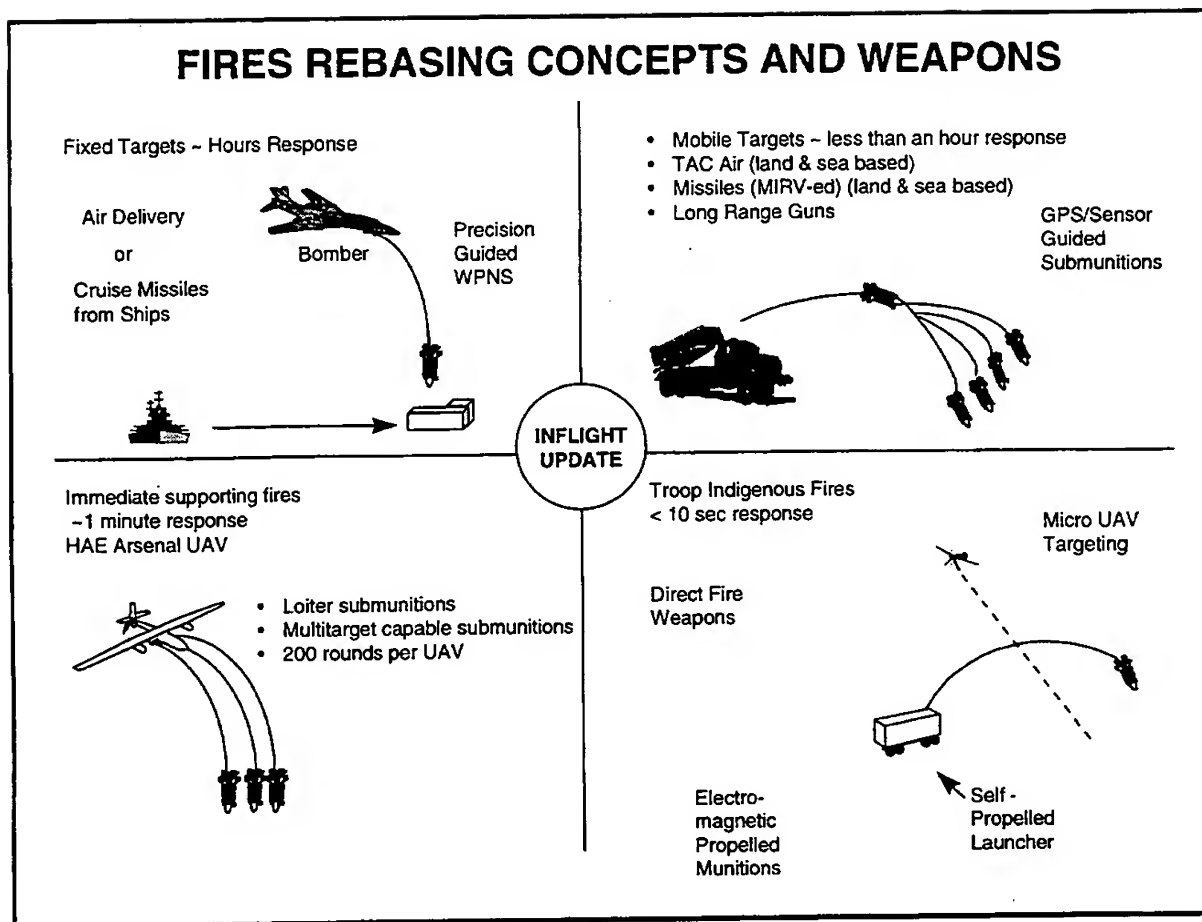 FIRES REBASING CONCEPTS AND WEAPONS
Fixed Targets ~ Hours Response
Air Delivery
or
Cruise Missiles
from Ships
Bomber
Precision
Guided
WPNS
• Mobile Targets ~ less than an hour response
• TAC Air (land & sea based)
• Missiles (MIRV-ed) (land & sea based)
• Long Range Guns
GPS/Sensor
Guided
Submunitions
INFLIGHT
UPDATE
Immediate supporting fires
~1 minute response
HAE Arsenal UAV
• Loiter submunitions
• Multitarget capable submunitions
• 200 rounds per UAV
Troop Indigenous Fires
< 10 sec response
Micro UAV
Targeting
Direct Fire
Weapons
Electro-
magnetic
Propelled
Munitions
Self -
Propelled
Launcher